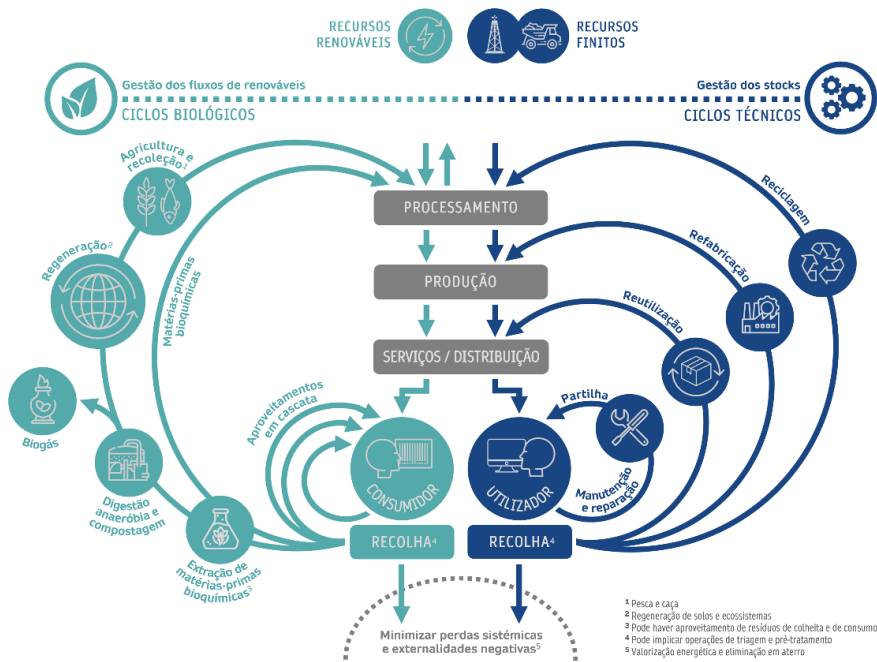 RECURSOS
RENOVÁVEIS
RECURSOS
FINITOS
Gestão dos fluxos de renováveis
CICLOS BIOLÓGICOS
Gestão dos stocks
CICLOS TÉCNICOS
Agricultura e
recoleção¹
Regeneração²
Matérias-primas
bioquímicas
Biogás
Digestão
anaeróbia e
compostagem
Extração de
matérias-primas
bioquímicas³
Aproveitamentos
em cascata
PROCESSAMENTO
PRODUÇÃO
SERVIÇOS / DISTRIBUIÇÃO
CONSUMIDOR
UTILIZADOR
RECOLHA⁴
RECOLHA⁴
Partilha
Manutenção
e reparação
Reutilização
Refabricação
Reciclagem
Minimizar perdas sistémicas
e externalidades negativas⁵
¹ Pesca e caça
² Regeneração de solos e ecossistemas
³ Pode haver aproveitamento de resíduos de colheita e de consumo
⁴ Pode implicar operações de triagem e pré-tratamento
⁵ Valorização energética e eliminação em aterro